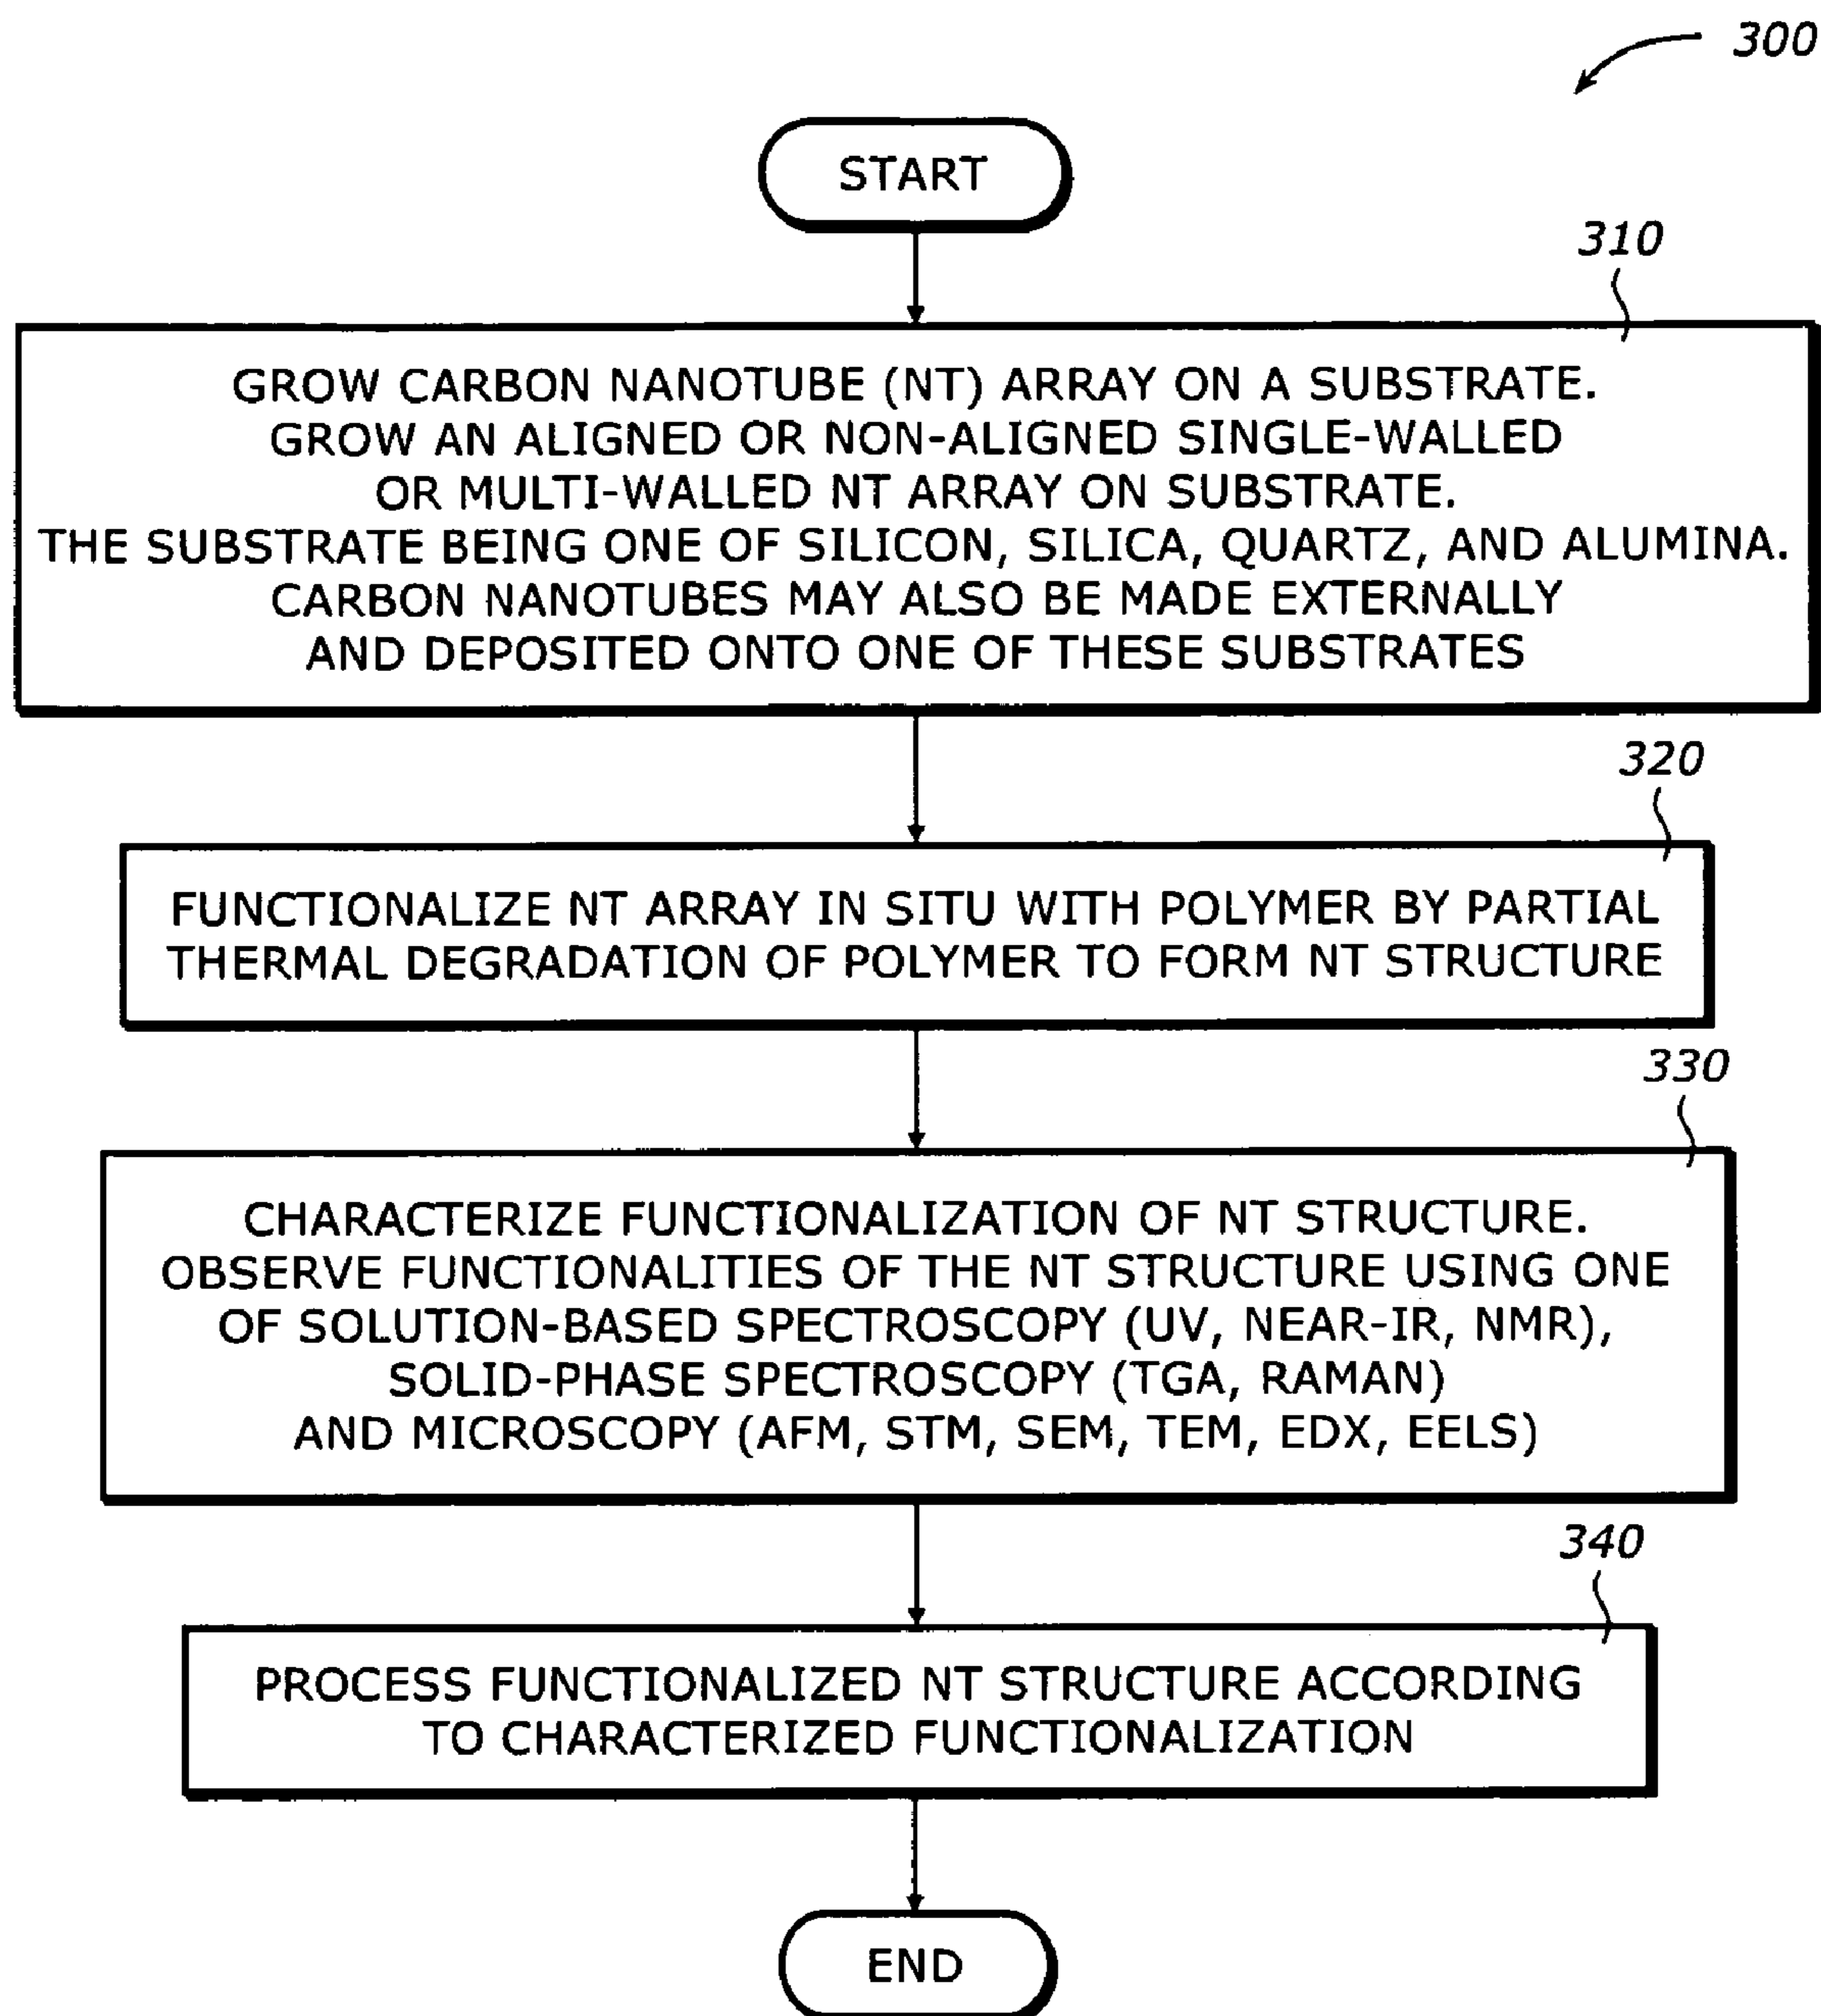 300
START
310
GROW CARBON NANOTUBE (NT) ARRAY ON A SUBSTRATE.
GROW AN ALIGNED OR NON-ALIGNED SINGLE-WALLED
OR MULTI-WALLED NT ARRAY ON SUBSTRATE.
THE SUBSTRATE BEING ONE OF SILICON, SILICA, QUARTZ, AND ALUMINA.
CARBON NANOTUBES MAY ALSO BE MADE EXTERNALLY
AND DEPOSITED ONTO ONE OF THESE SUBSTRATES
320
FUNCTIONALIZE NT ARRAY IN SITU WITH POLYMER BY PARTIAL
THERMAL DEGRADATION OF POLYMER TO FORM NT STRUCTURE
330
CHARACTERIZE FUNCTIONALIZATION OF NT STRUCTURE.
OBSERVE FUNCTIONALITIES OF THE NT STRUCTURE USING ONE
OF SOLUTION-BASED SPECTROSCOPY (UV, NEAR-IR, NMR),
SOLID-PHASE SPECTROSCOPY (TGA, RAMAN)
AND MICROSCOPY (AFM, STM, SEM, TEM, EDX, EELS)
340
PROCESS FUNCTIONALIZED NT STRUCTURE ACCORDING
TO CHARACTERIZED FUNCTIONALIZATION
END